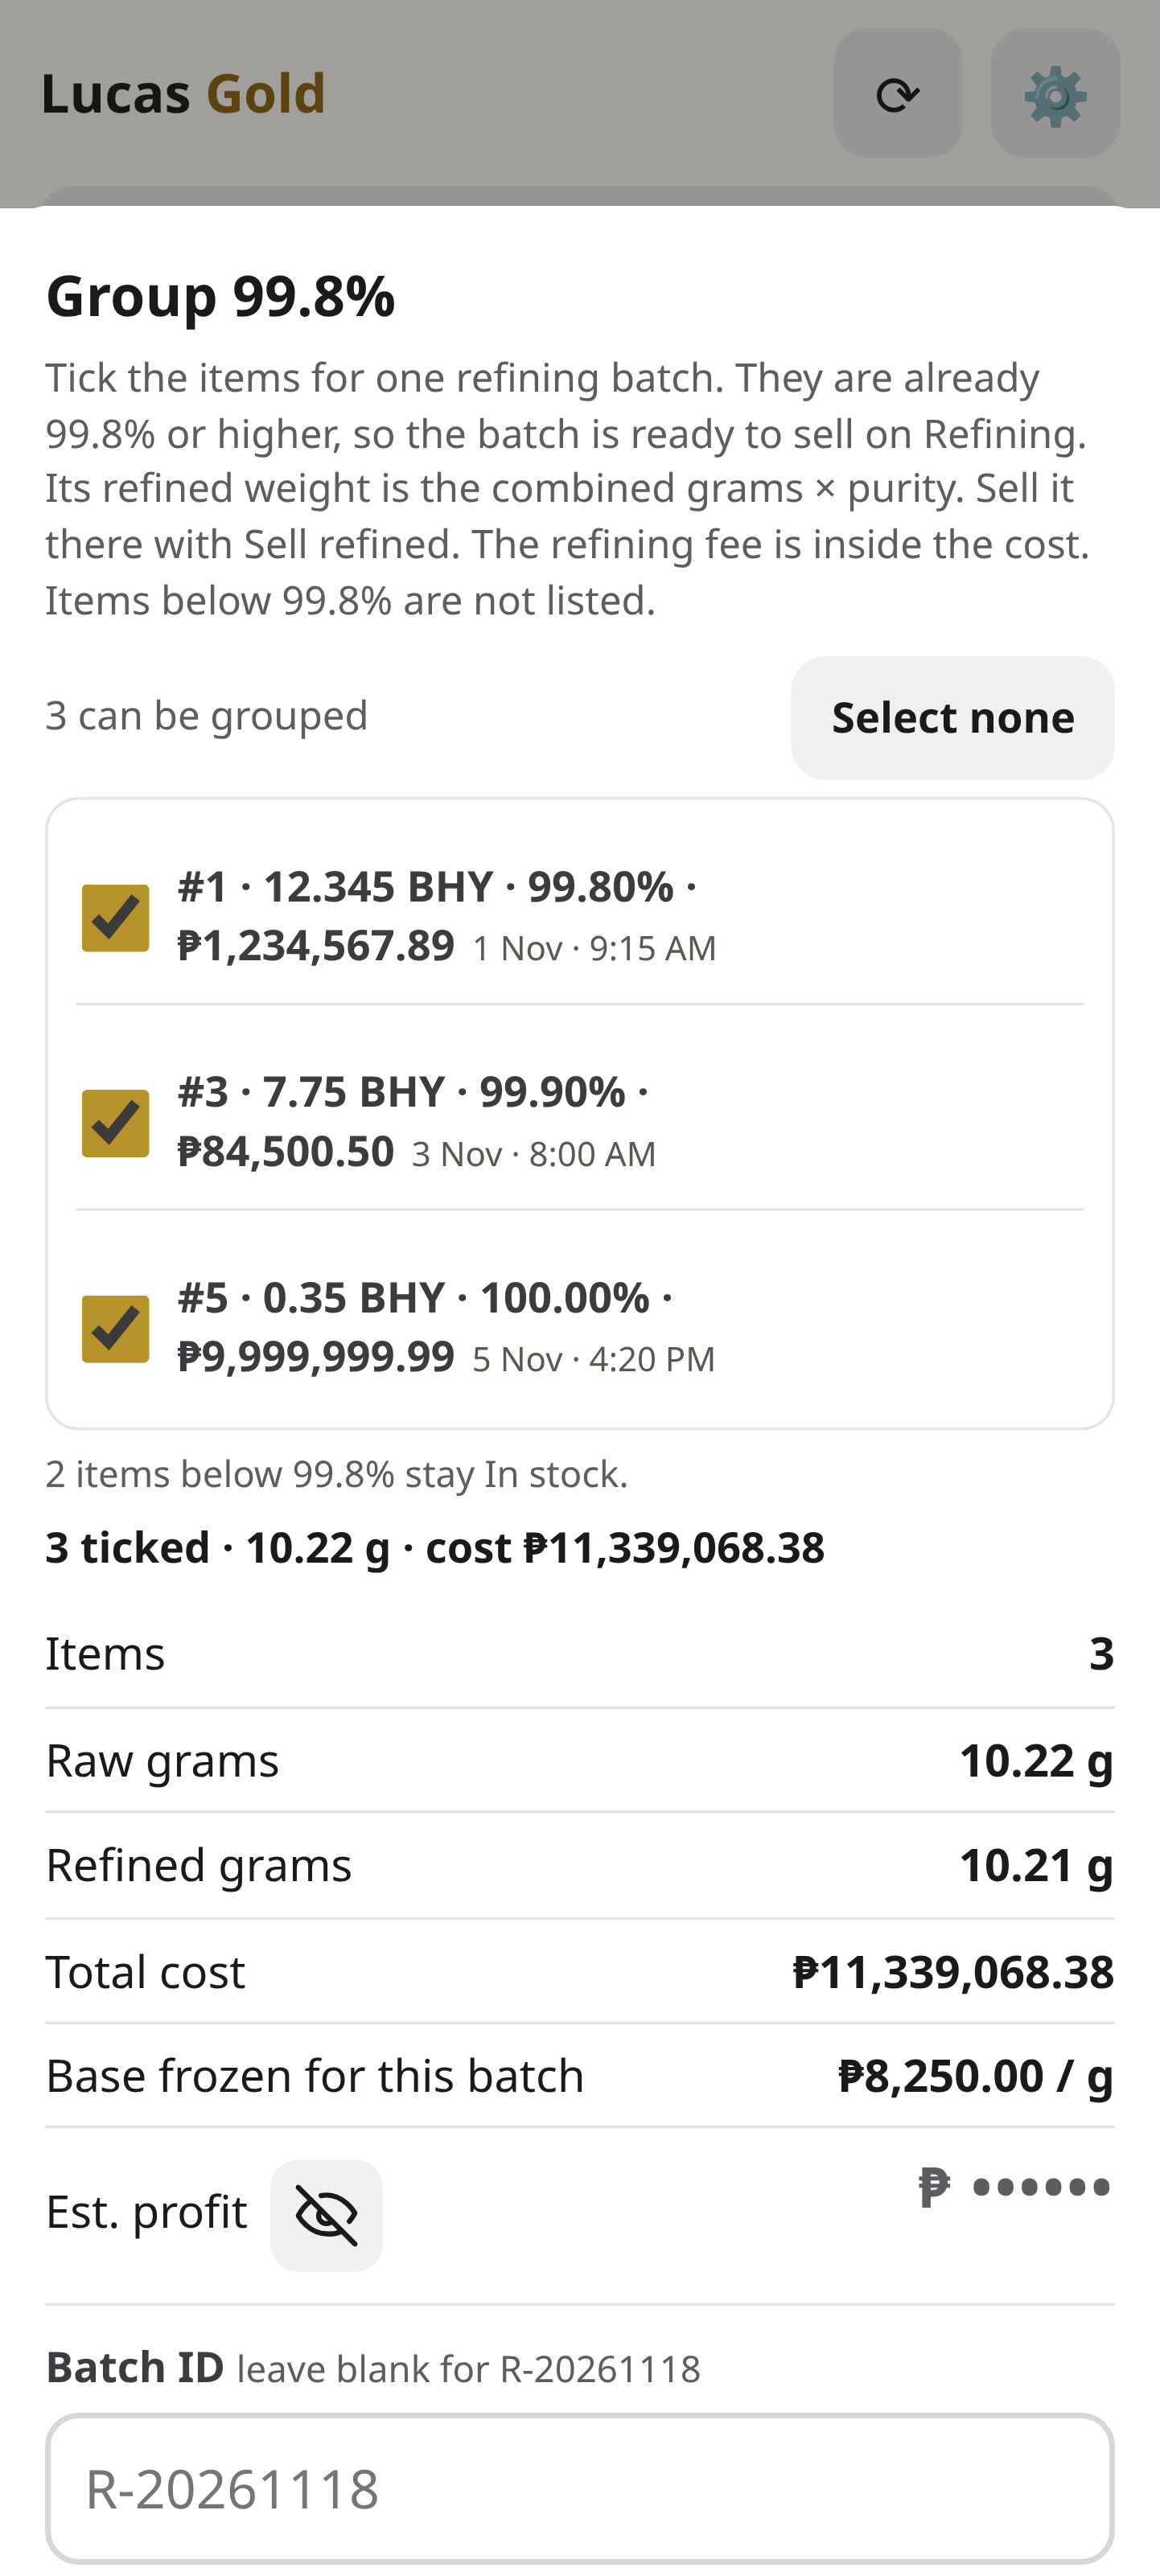 Lucas Gold
Group 99.8%
Tick the items for one refining batch. They are already
99.8% or higher, so the batch is ready to sell on Refining.
Its refined weight is the combined grams × purity. Sell it
there with Sell refined. The refining fee is inside the cost.
Items below 99.8% are not listed.
3 can be grouped
Select none
#1 · 12.345 BHY · 99.80% ·
₱1,234,567.89 1 Nov · 9:15 AM
#3 · 7.75 BHY · 99.90% ·
₱84,500.50 3 Nov · 8:00 AM
#5 · 0.35 BHY · 100.00% ·
₱9,999,999.99 5 Nov · 4:20 PM
2 items below 99.8% stay In stock.
3 ticked · 10.22 g · cost ₱11,339,068.38
Items 3
Raw grams 10.22 g
Refined grams 10.21 g
Total cost ₱11,339,068.38
Base frozen for this batch ₱8,250.00 / g
Est. profit ₱ ••••••
Batch ID leave blank for R-20261118
R-20261118